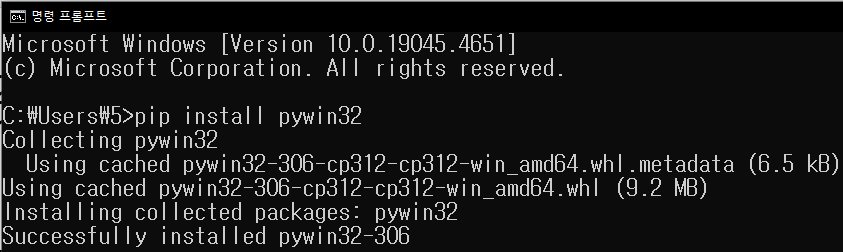 명령 프롬프트
Microsoft Windows [Version 10.0.19045.4651]
(c) Microsoft Corporation. All rights reserved.
C:₩Users₩5>pip install pywin32
Collecting pywin32
  Using cached pywin32-306-cp312-cp312-win_amd64.whl.metadata (6.5 kB)
Using cached pywin32-306-cp312-cp312-win_amd64.whl (9.2 MB)
Installing collected packages: pywin32
Successfully installed pywin32-306